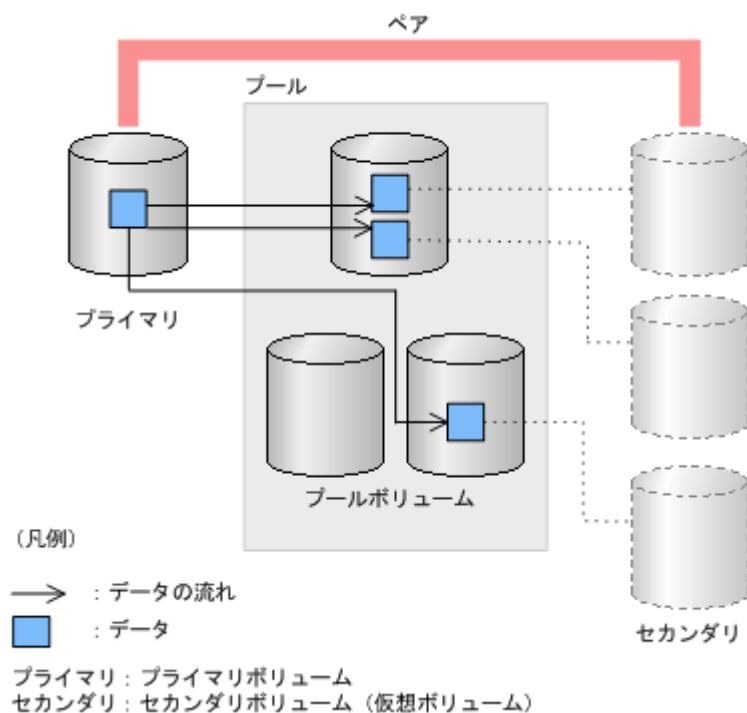 ペア
プール
プライマリ
プールボリューム
セカンダリ
（凡例）
：データの流れ
：データ
プライマリ：プライマリボリューム
セカンダリ：セカンダリボリューム（仮想ボリューム）